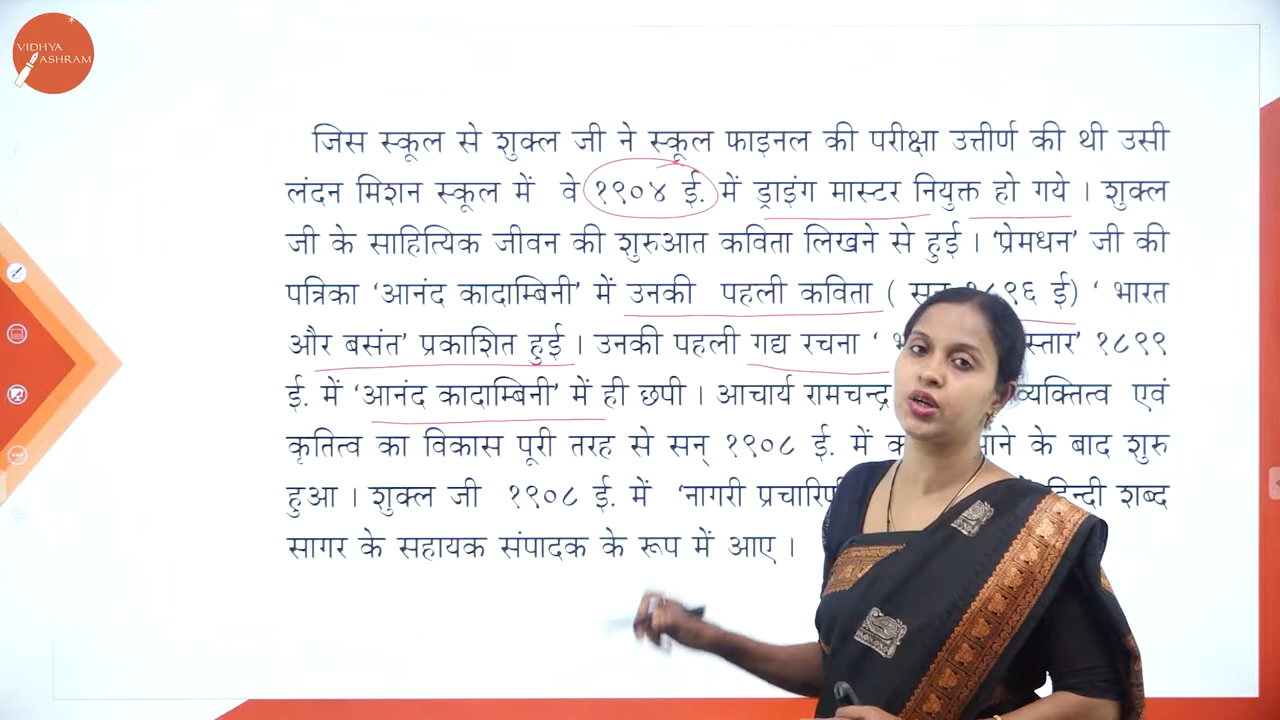 VIDHYA
ASHRAM
जिस स्कूल से शुक्ल जी ने स्कूल फाइनल की परीक्षा उत्तीर्ण की थी उसी
लंदन मिशन स्कूल में वे १९०४ ई. में ड्राइंग मास्टर नियुक्त हो गये । शुक्ल
जी के साहित्यिक जीवन की शुरुआत कविता लिखने से हुई । 'प्रेमधन' जी की
पत्रिका 'आनंद कादाम्बिनी' में उनकी पहली कविता ( सन् १८९६ ई) ' भारत
और बसंत' प्रकाशित हुई । उनकी पहली गद्य रचना ' १८९९
ई. में 'आनंद कादाम्बिनी' में ही छपी । आचार्य रामचन्द्र व्यक्तित्व एवं
कृतित्व का विकास पूरी तरह से सन् १९०८ ई. में के बाद शुरु
हुआ । शुक्ल जी १९०८ ई. में हिन्दी शब्द
सागर के सहायक संपादक के रूप में आए ।